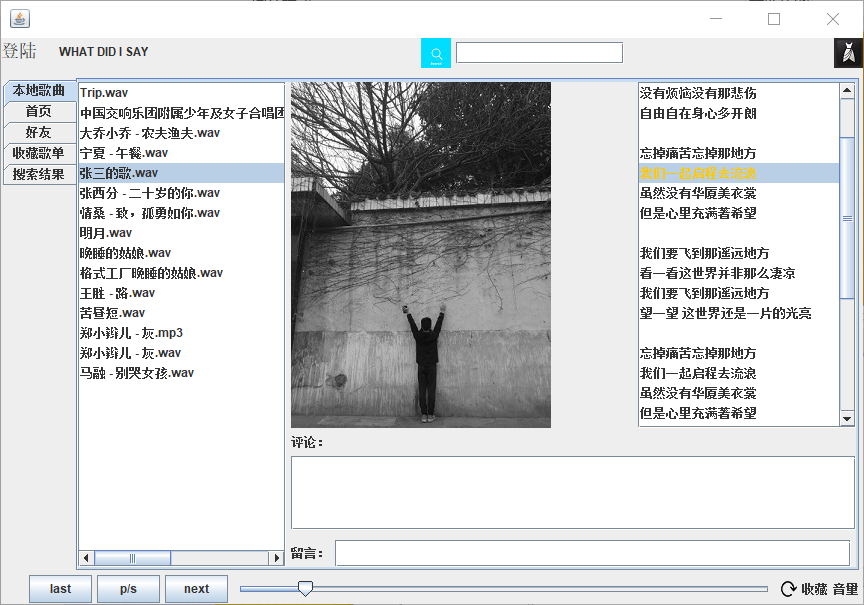 登陆 WHAT DID I SAY
Search
本地歌曲
首页
好友
收藏歌单
搜索结果
Trip.wav
中国交响乐团附属少年及女子合唱团
大乔小乔 - 农夫渔夫.wav
宁夏 - 午餐.wav
张三的歌.wav
张西分 - 二十岁的你.wav
情桑 - 致，孤勇如你.wav
明月.wav
晚睡的姑娘.wav
格式工厂晚睡的姑娘.wav
王胜 - 路.wav
苦昼短.wav
郑小辫儿 - 灰.mp3
郑小辫儿 - 灰.wav
马融 - 别哭女孩.wav
没有烦恼没有那悲伤
自由自在身心多开朗
忘掉痛苦忘掉那地方
我们一起启程去流浪
虽然没有华厦美衣裳
但是心里充满着希望
我们要飞到那遥远地方
看一看这世界并非那么凄凉
我们要飞到那遥远地方
望一望 这世界还是一片的光亮
忘掉痛苦忘掉那地方
我们一起启程去流浪
虽然没有华厦美衣裳
但是心里充满着希望
评论：
留言：
last p/s next 收藏 音量